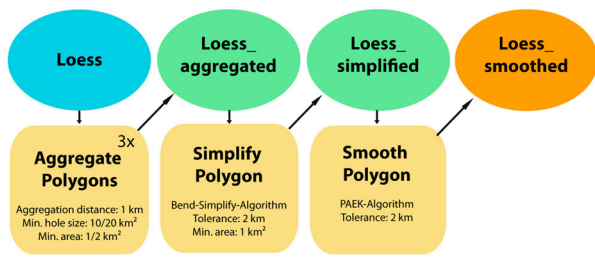 Loess
Loess_
aggregated
Loess_
simplified
Loess_
smoothed
3x
Aggregate
Polygons
Aggregation distance: 1 km
Min. hole size: 10/20 km²
Min. area: 1/2 km²
Simplify
Polygon
Bend-Simplify-Algorithm
Tolerance: 2 km
Min. area: 1 km²
Smooth
Polygon
PAEK-Algorithm
Tolerance: 2 km